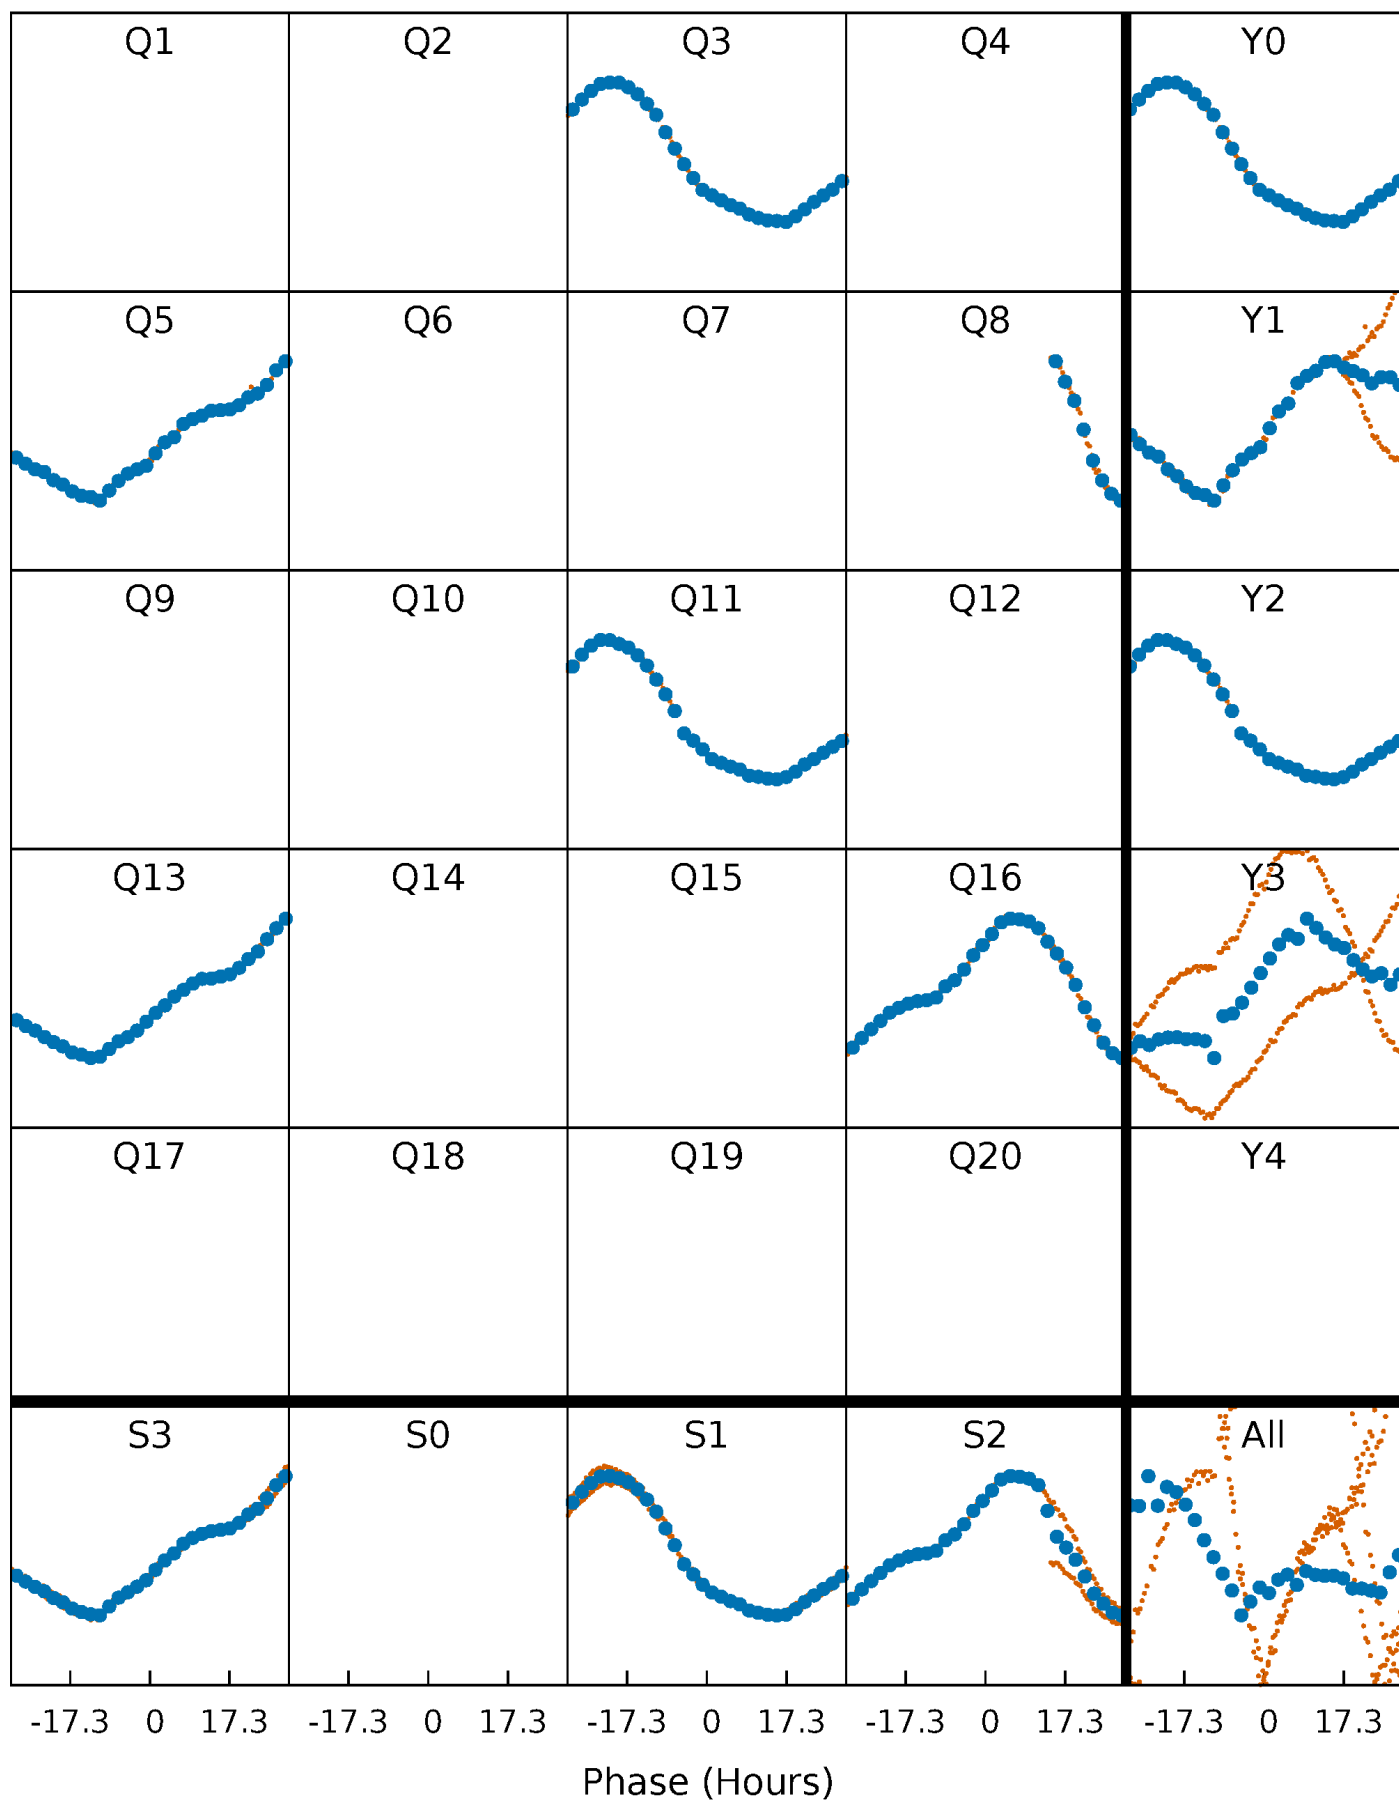 Q1 Q2 Q3 Q4 Y0
Q5 Q6 Q7 Q8 Y1
Q9 Q10 Q11 Q12 Y2
Q13 Q14 Q15 Q16 Y3
Q17 Q18 Q19 Q20 Y4
S3 S0 S1 S2 All
-17.3 0 17.3 -17.3 0 17.3 -17.3 0 17.3 -17.3 0 17.3 -17.3 0 17.3
Phase (Hours)